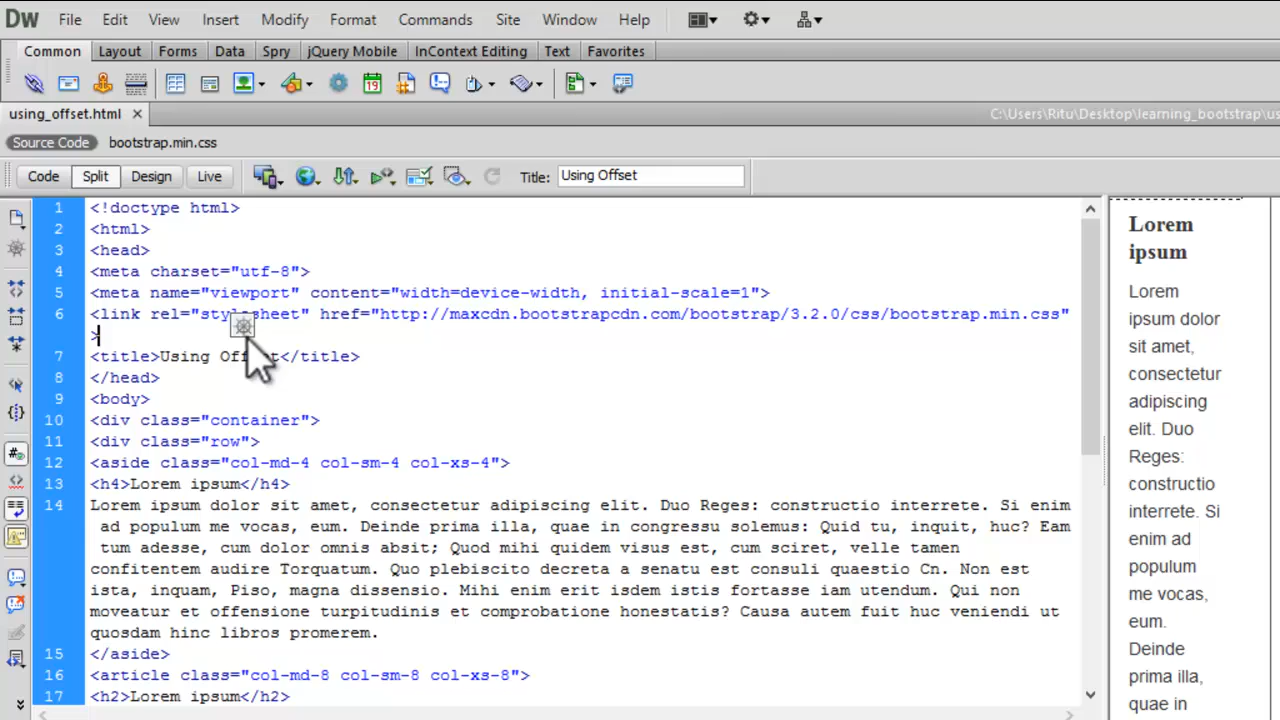 Dw File Edit View Insert Modify Format Commands Site Window Help
Common Layout Forms Data Spry jQuery Mobile InContext Editing Text Favorites
19
using_offset.html C:\Users\Ritu\Desktop\learning_bootstrap\us
Source Code bootstrap.min.css
Code Split Design Live Title: Using Offset
1 <!doctype html>
2 <html>
3 <head>
4 <meta charset="utf-8">
5 <meta name="viewport" content="width=device-width, initial-scale=1">
6 <link rel="stylesheet" href="http://maxcdn.bootstrapcdn.com/bootstrap/3.2.0/css/bootstrap.min.css"
>
7 <title>Using Offset</title>
8 </head>
9 <body>
10 <div class="container">
11 <div class="row">
12 <aside class="col-md-4 col-sm-4 col-xs-4">
13 <h4>Lorem ipsum</h4>
14 Lorem ipsum dolor sit amet, consectetur adipiscing elit. Duo Reges: constructio interrete. Si enim
ad populum me vocas, eum. Deinde prima illa, quae in congressu solemus: Quid tu, inquit, huc? Eam
tum adesse, cum dolor omnis absit; Quod mihi quidem visus est, cum sciret, velle tamen
confitentem audire Torquatum. Quo plebiscito decreta a senatu est consuli quaestio Cn. Non est
ista, inquam, Piso, magna dissensio. Mihi enim erit isdem istis fortasse iam utendum. Qui non
moveatur et offensione turpitudinis et comprobatione honestatis? Causa autem fuit huc veniendi ut
quosdam hinc libros promerem.
15 </aside>
16 <article class="col-md-8 col-sm-8 col-xs-8">
17 <h2>Lorem ipsum</h2>
Lorem
ipsum
Lorem
ipsum dolor
sit amet,
consectetur
adipiscing
elit. Duo
Reges:
constructio
interrete. Si
enim ad
populum
me vocas,
eum.
Deinde
prima illa,
quae in